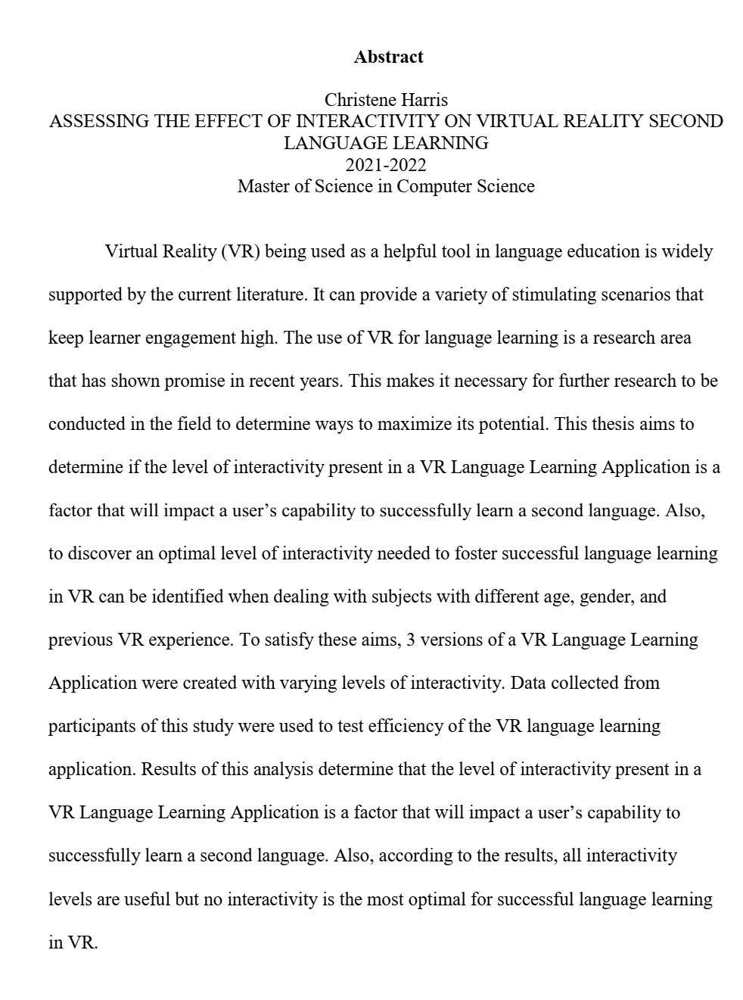 Abstract
Christene Harris
ASSESSING THE EFFECT OF INTERACTIVITY ON VIRTUAL REALITY SECOND
LANGUAGE LEARNING
2021-2022
Master of Science in Computer Science
Virtual Reality (VR) being used as a helpful tool in language education is widely
supported by the current literature. It can provide a variety of stimulating scenarios that
keep learner engagement high. The use of VR for language learning is a research area
that has shown promise in recent years. This makes it necessary for further research to be
conducted in the field to determine ways to maximize its potential. This thesis aims to
determine if the level of interactivity present in a VR Language Learning Application is a
factor that will impact a user’s capability to successfully learn a second language. Also,
to discover an optimal level of interactivity needed to foster successful language learning
in VR can be identified when dealing with subjects with different age, gender, and
previous VR experience. To satisfy these aims, 3 versions of a VR Language Learning
Application were created with varying levels of interactivity. Data collected from
participants of this study were used to test efficiency of the VR language learning
application. Results of this analysis determine that the level of interactivity present in a
VR Language Learning Application is a factor that will impact a user’s capability to
successfully learn a second language. Also, according to the results, all interactivity
levels are useful but no interactivity is the most optimal for successful language learning
in VR.